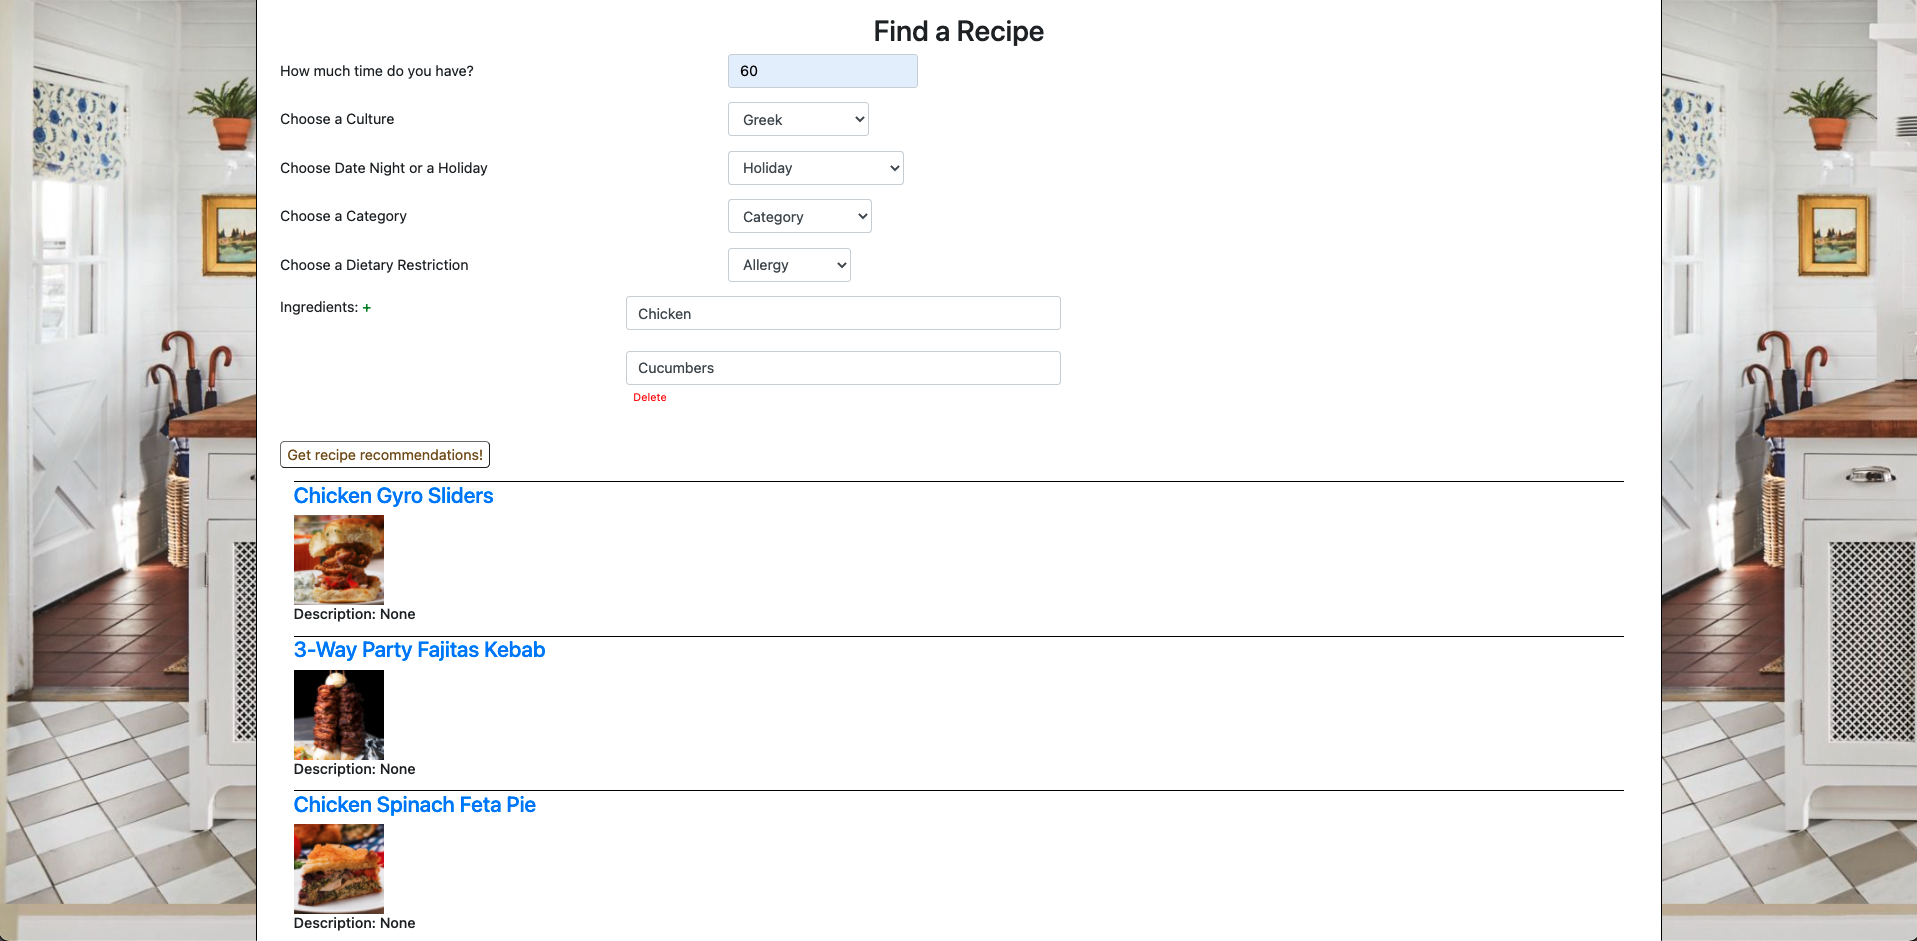 Find a Recipe
How much time do you have? 60
Choose a Culture Greek
Choose Date Night or a Holiday Holiday
Choose a Category Category
Choose a Dietary Restriction Allergy
Ingredients: + Chicken
Cucumbers
Delete
Get recipe recommendations!
Chicken Gyro Sliders
Description: None
3-Way Party Fajitas Kebab
Description: None
Chicken Spinach Feta Pie
Description: None